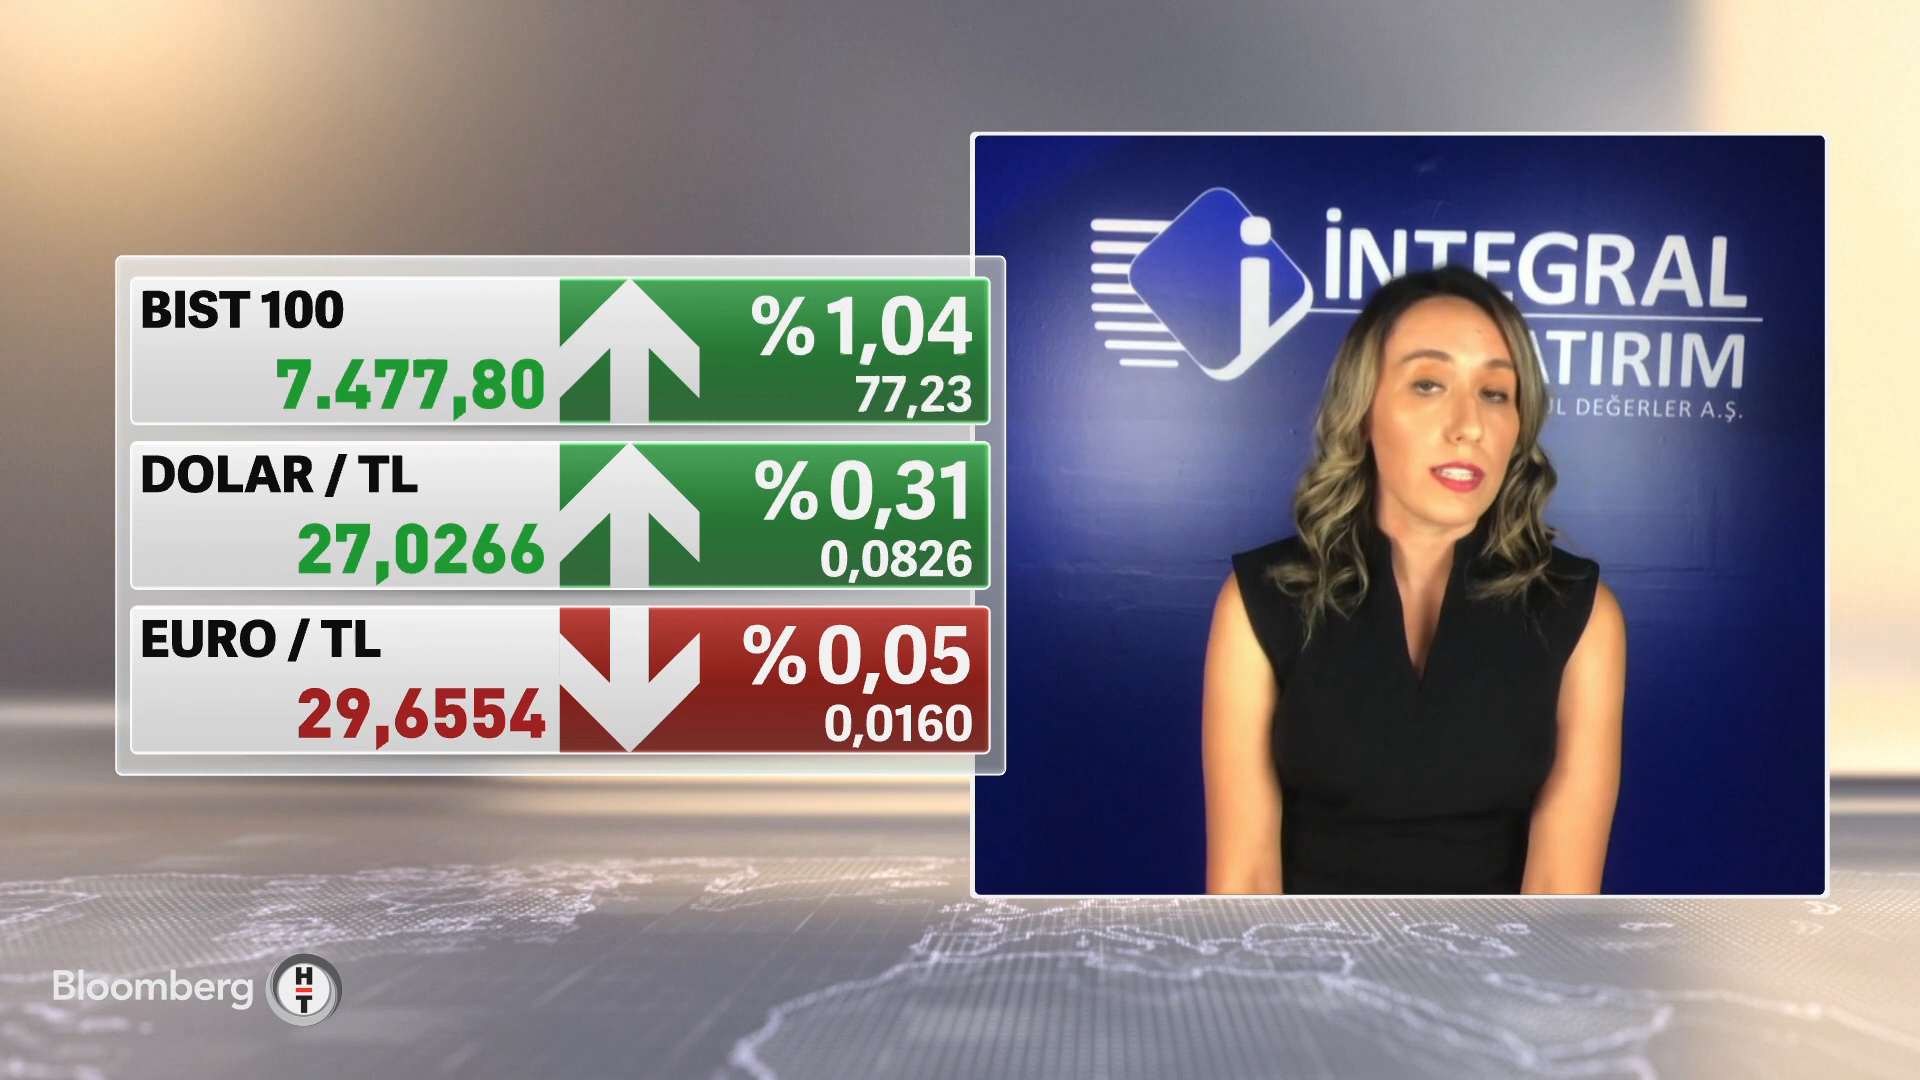 BIST 100
7.477,80
%1,04
77,23
DOLAR / TL
27,0266
%0,31
0,0826
EURO / TL
29,6554
%0,05
0,0160
İNTEGRAL
ATIRIM
UL DEĞERLER A.Ş.
Bloomberg HT